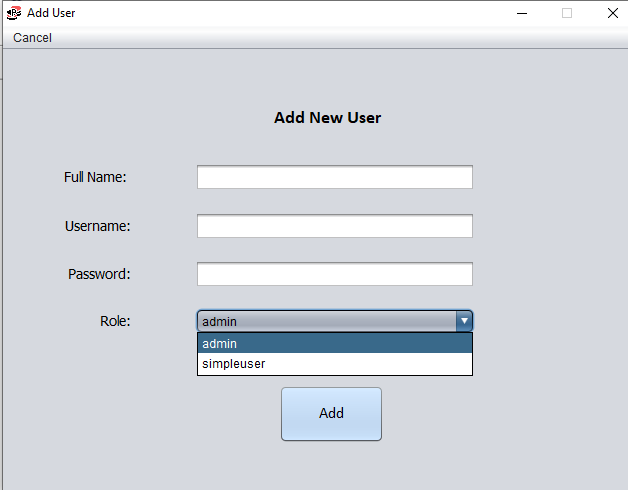 Add User
Cancel
Add New User
Full Name:
Username:
Password:
Role:
admin
admin
simpleuser
Add